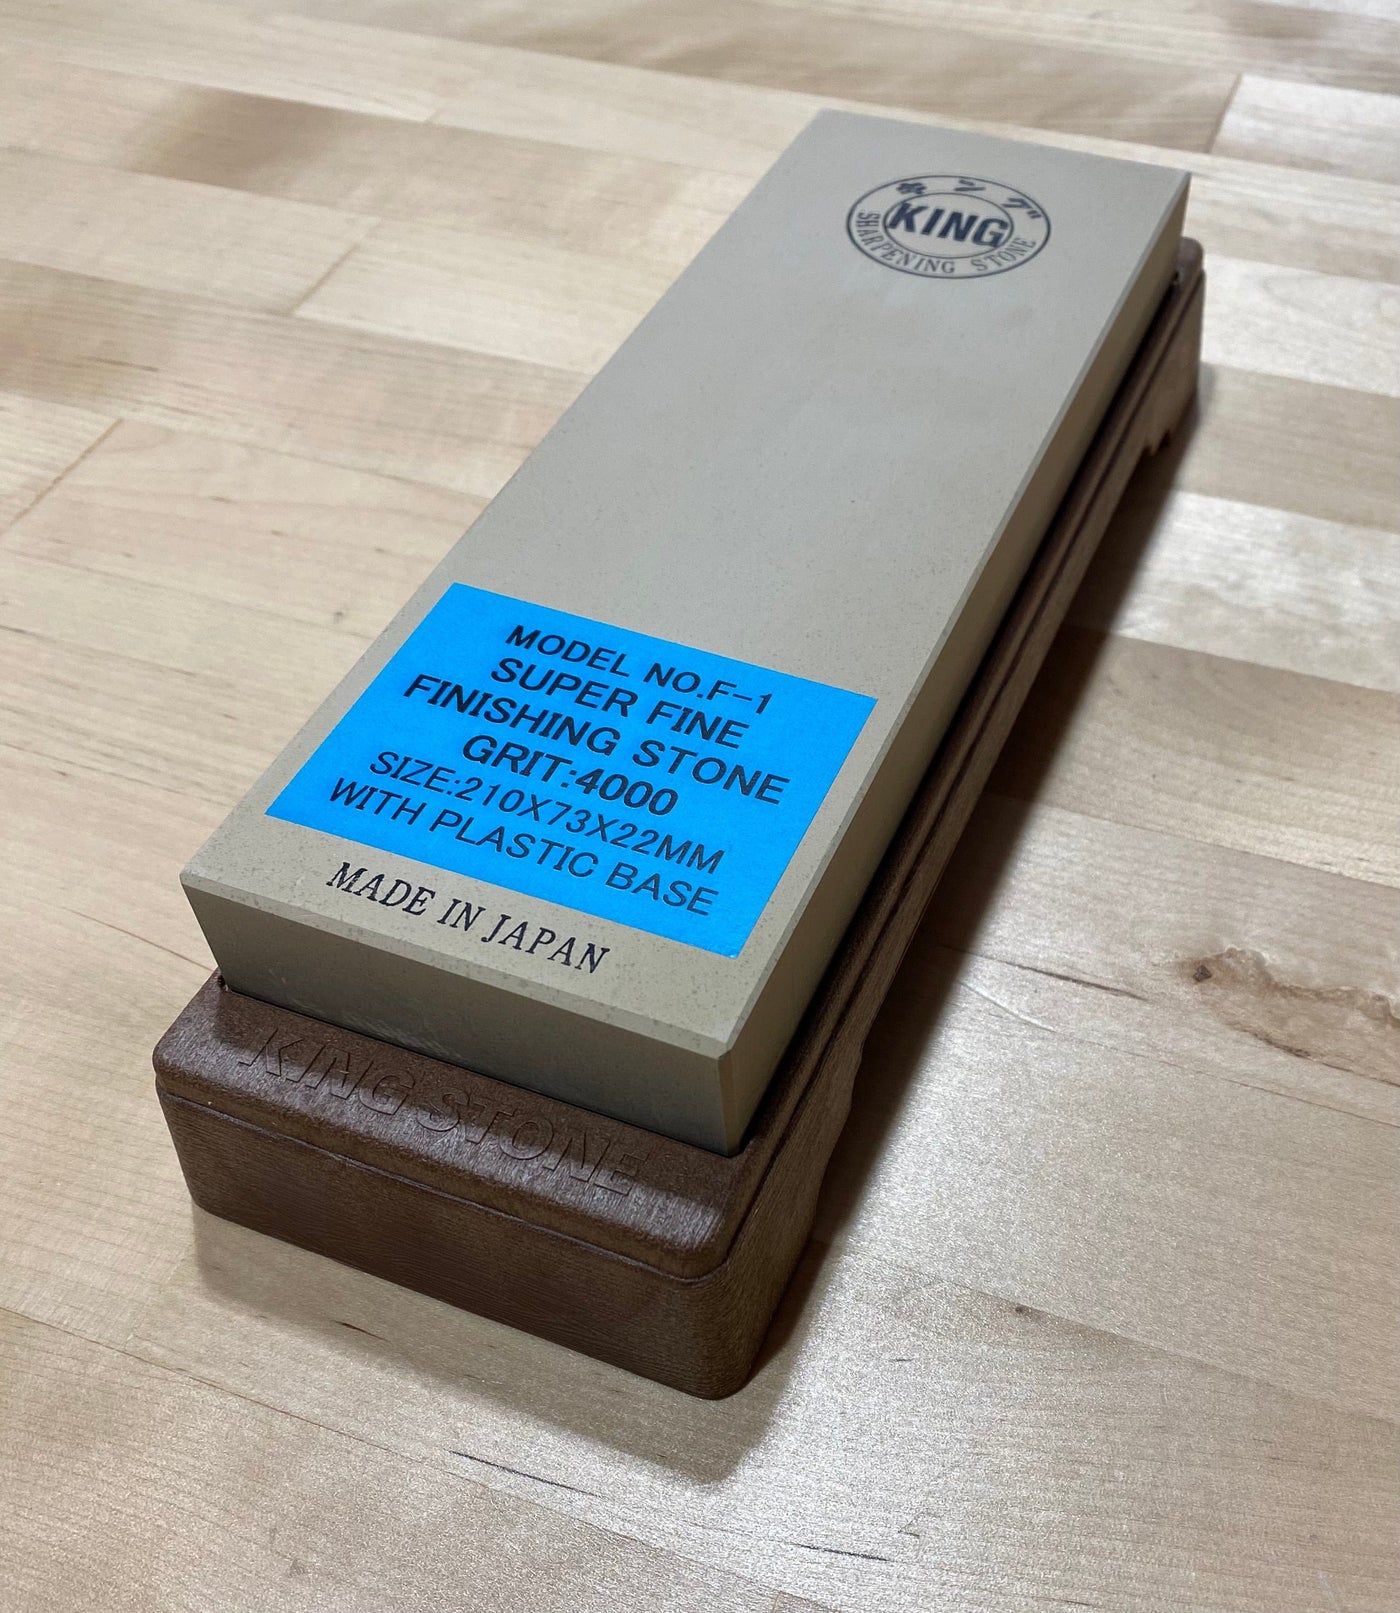 キング
KING
SHARPENING STONE
MODEL NO.F-1
SUPER FINE
FINISHING STONE
GRIT:4000
SIZE:210X73X22MM
WITH PLASTIC BASE
MADE IN JAPAN
KING STONE